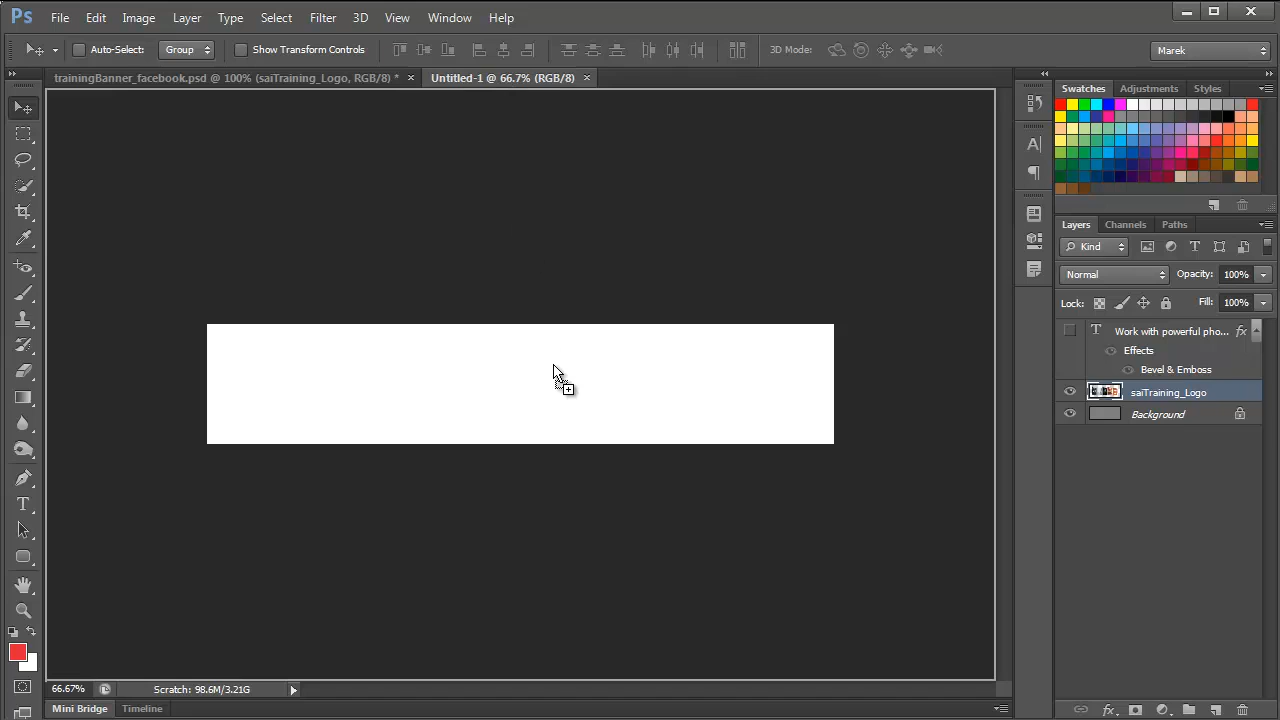 Ps File Edit Image Layer Type Select Filter 3D View Window Help
Auto-Select: Group Show Transform Controls 3D Mode: Marek
trainingBanner_facebook.psd @ 100% (saiTraining_Logo, RGB/8) * × Untitled-1 @ 66.7% (RGB/8) ×
Swatches Adjustments Styles
Layers Channels Paths
Kind
Normal Opacity: 100%
Lock: Fill: 100%
T Work with powerful pho... fx
Effects
Bevel & Emboss
saiTraining_Logo
Background
66.67% Scratch: 98.6M/3.21G
Mini Bridge Timeline